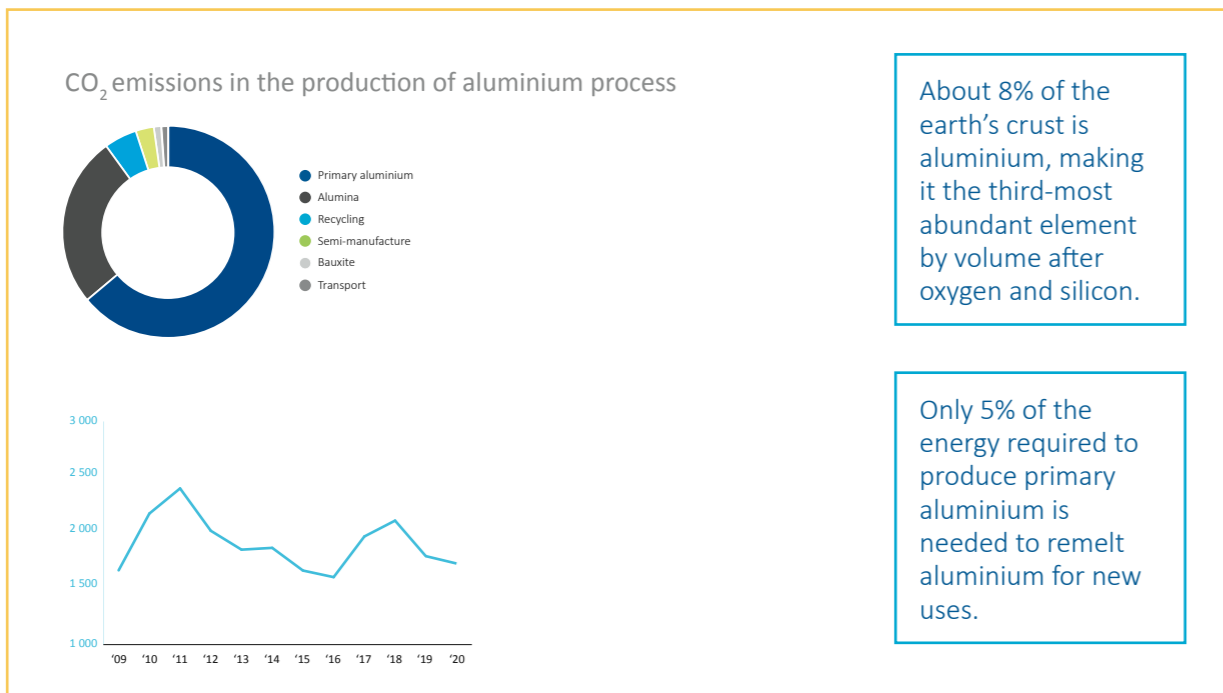 CO₂ emissions in the production of aluminium process
Primary aluminium
Alumina
Recycling
Semi-manufacture
Bauxite
Transport
3 000
2 500
2 000
1 500
1 000
‘09 ‘10 ‘11 ‘12 ‘13 ‘14 ‘15 ‘16 ‘17 ‘18 ‘19 ‘20
About 8% of the
earth’s crust is
aluminium, making
it the third-most
abundant element
by volume after
oxygen and silicon.
Only 5% of the
energy required to
produce primary
aluminium is
needed to remelt
aluminium for new
uses.